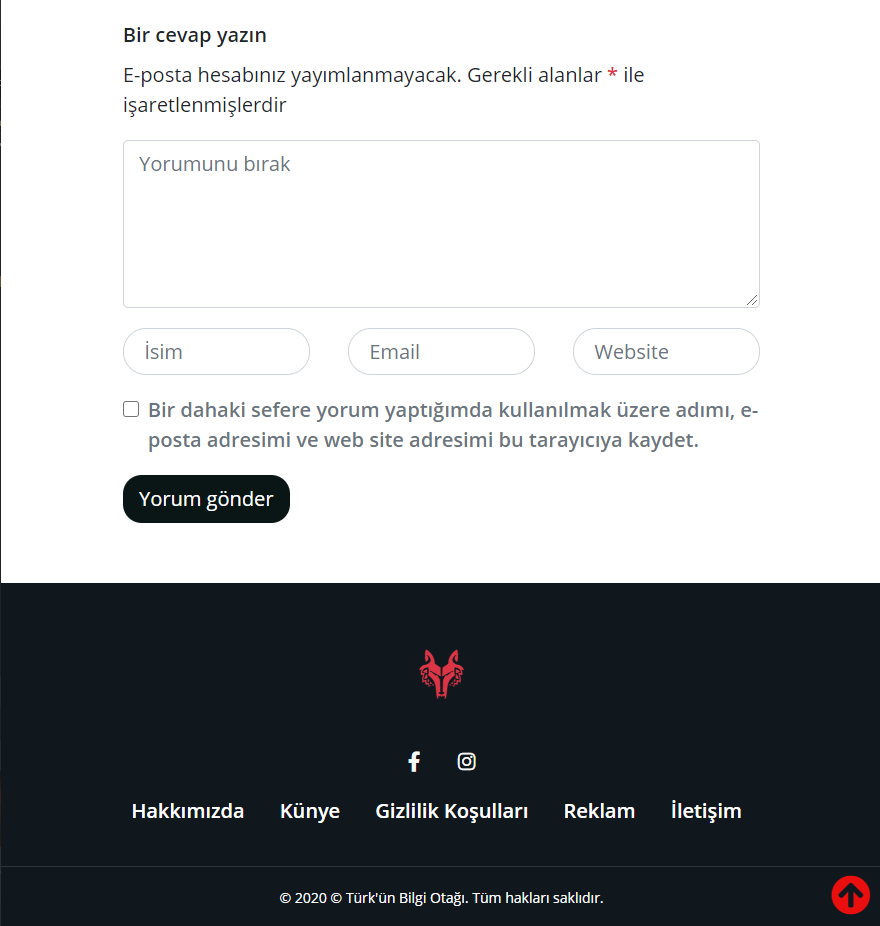 Bir cevap yazın
E-posta hesabınız yayımlanmayacak. Gerekli alanlar * ile
işaretlenmişlerdir
Yorumunu bırak
İsim
Email
Website
Bir dahaki sefere yorum yaptığımda kullanılmak üzere adımı, e-
posta adresimi ve web site adresimi bu tarayıcıya kaydet.
Yorum gönder
Hakkımızda Künye Gizlilik Koşulları Reklam İletişim
© 2020 © Türk'ün Bilgi Otağı. Tüm hakları saklıdır.